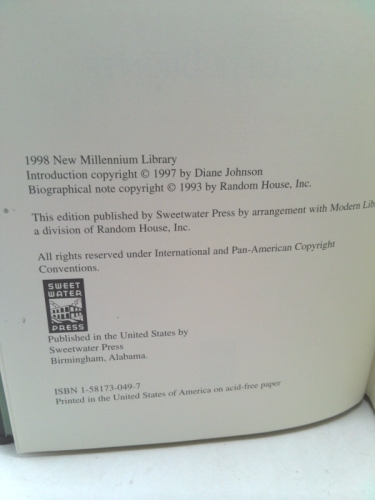 1998 New Millennium Library
Introduction copyright © 1997 by Diane Johnson
Biographical note copyright © 1993 by Random House, Inc.
This edition published by Sweetwater Press by arrangement with Modern
a division of Random House, Inc.
All rights reserved under International and Pan-American Copyright
Conventions.
SWEET
WATER
PRESS
Published in the United States by
Sweetwater Press
Birmingham, Alabama.
ISBN 1-58173-049-7
Printed in the United States of America on acid-free paper